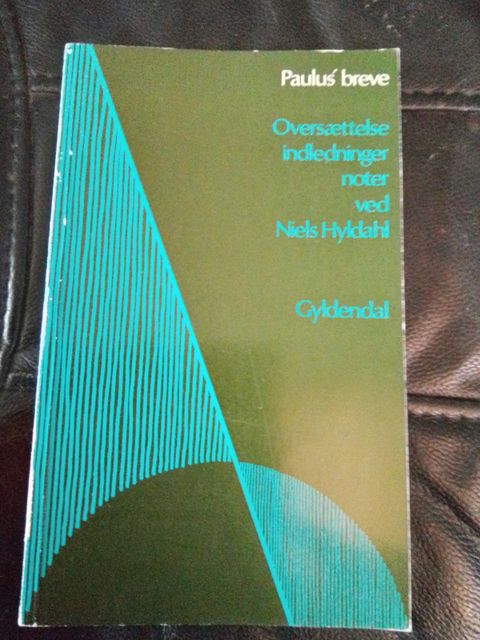 Paulus' breve
Oversættelse
indledninger
noter
ved
Niels Hyldahl
Gyldendal